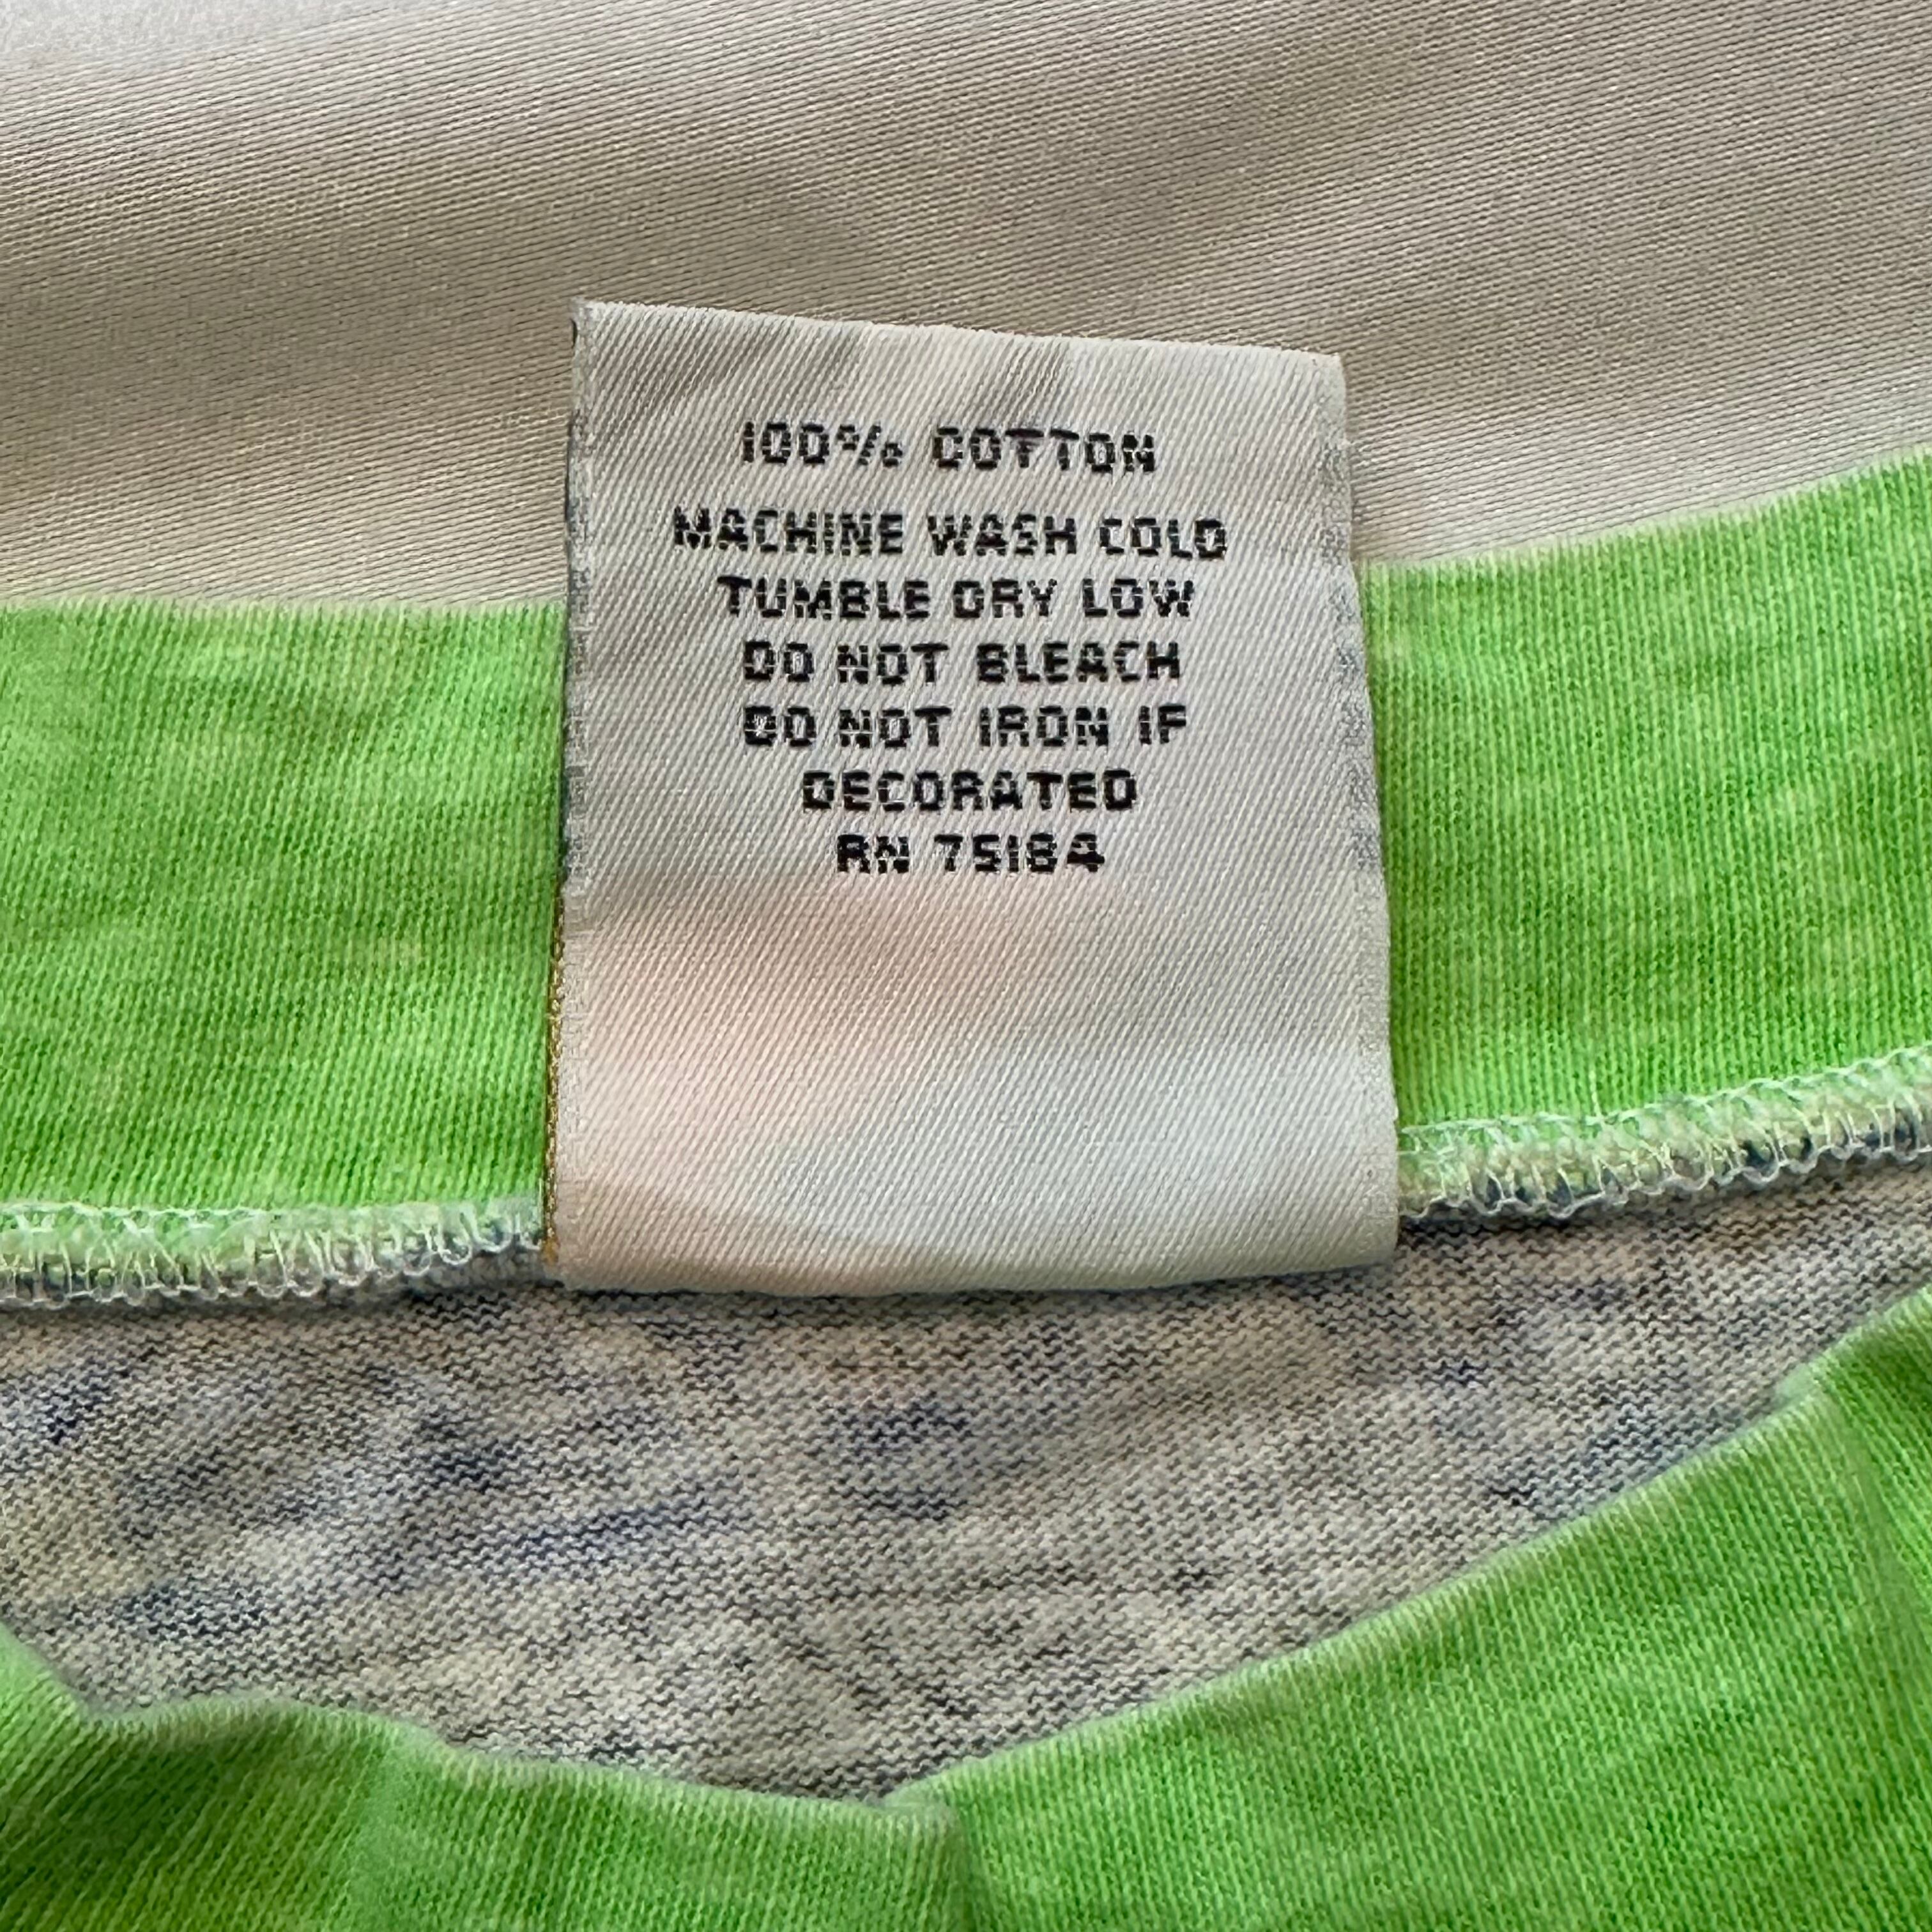 100% COTTON
MACHINE WASH COLD
TUMBLE DRY LOW
DO NOT BLEACH
DO NOT IRON IF
DECORATED
RN 75184